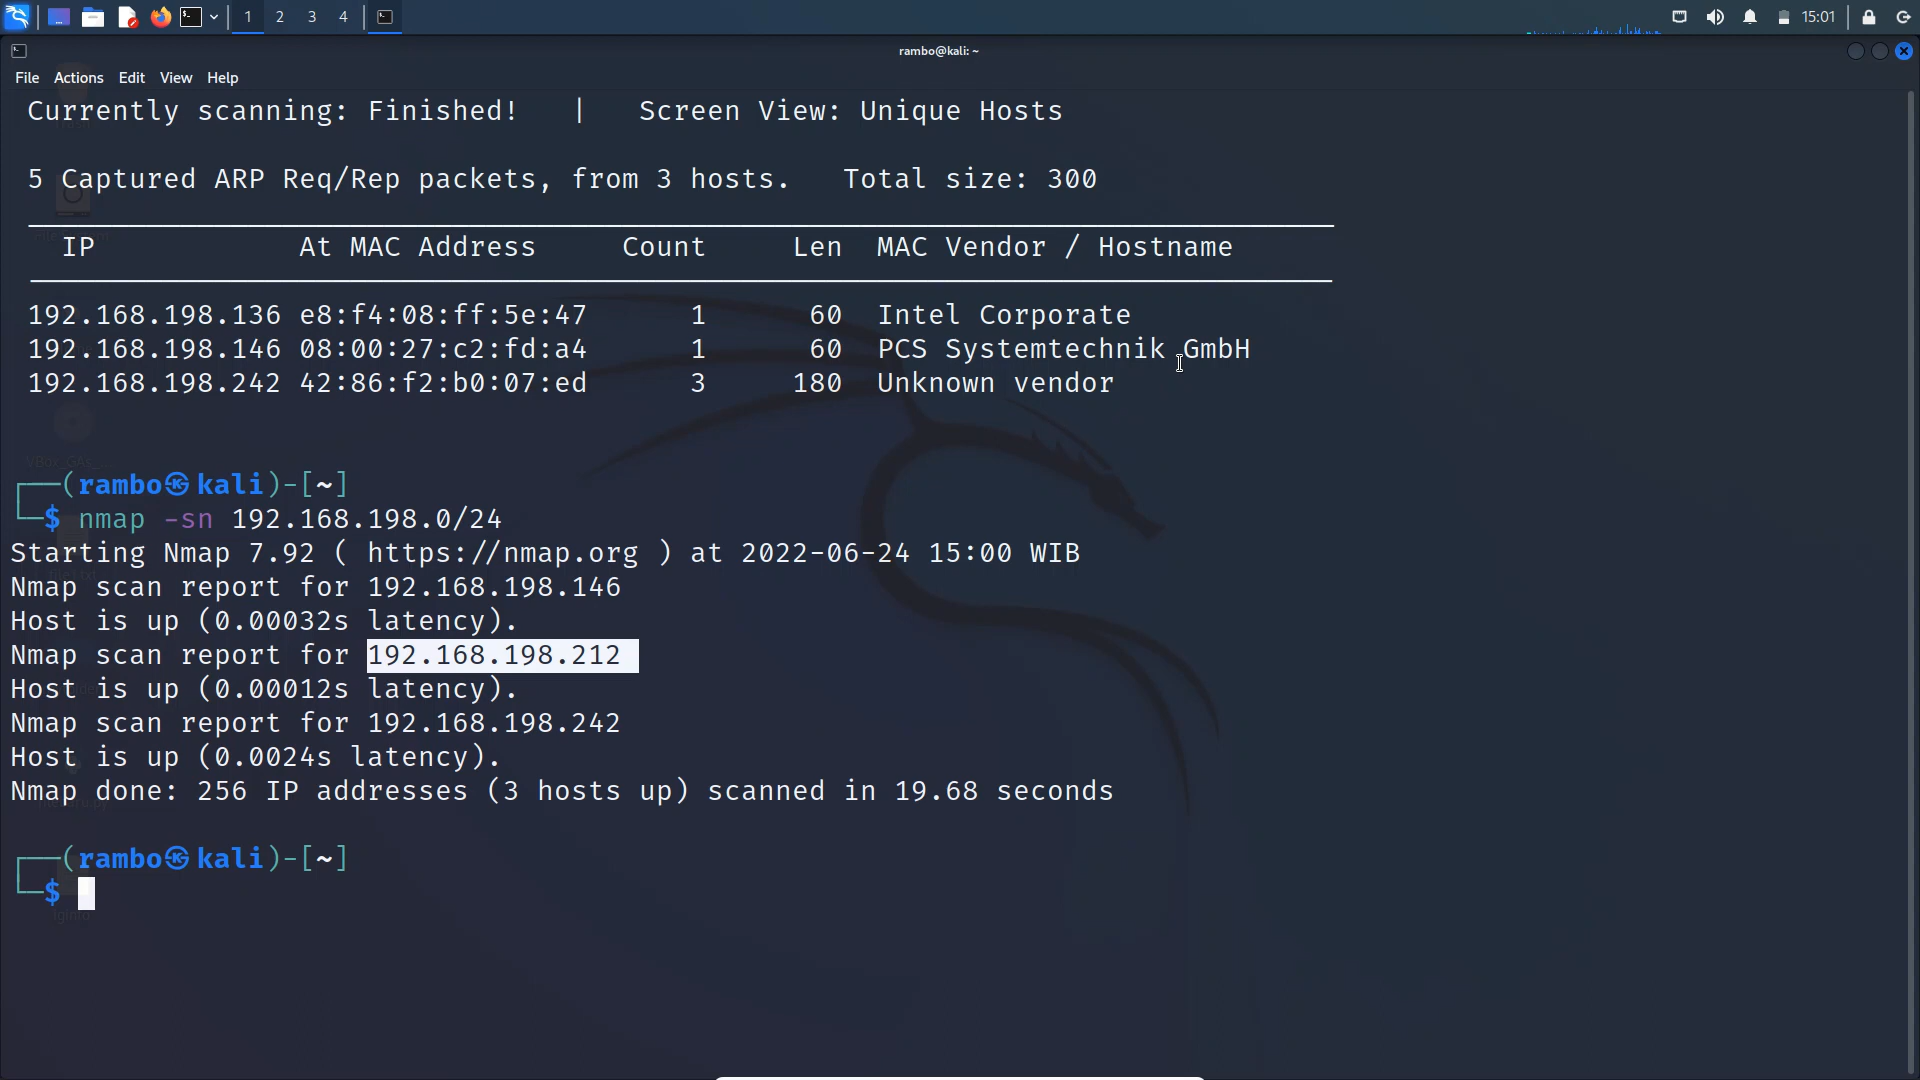 1 2 3 4 15:01
rambo@kali: ~
File Actions Edit View Help
Currently scanning: Finished!   |   Screen View: Unique Hosts
5 Captured ARP Req/Rep packets, from 3 hosts.   Total size: 300
IP            At MAC Address     Count     Len  MAC Vendor / Hostname
192.168.198.136 e8:f4:08:ff:5e:47      1      60  Intel Corporate
192.168.198.146 08:00:27:c2:fd:a4      1      60  PCS Systemtechnik GmbH
192.168.198.242 42:86:f2:b0:07:ed      3     180  Unknown vendor
┌──(rambo㉿kali)-[~]
└─$ nmap -sn 192.168.198.0/24
Starting Nmap 7.92 ( https://nmap.org ) at 2022-06-24 15:00 WIB
Nmap scan report for 192.168.198.146
Host is up (0.00032s latency).
Nmap scan report for 192.168.198.212
Host is up (0.00012s latency).
Nmap scan report for 192.168.198.242
Host is up (0.0024s latency).
Nmap done: 256 IP addresses (3 hosts up) scanned in 19.68 seconds
┌──(rambo㉿kali)-[~]
└─$